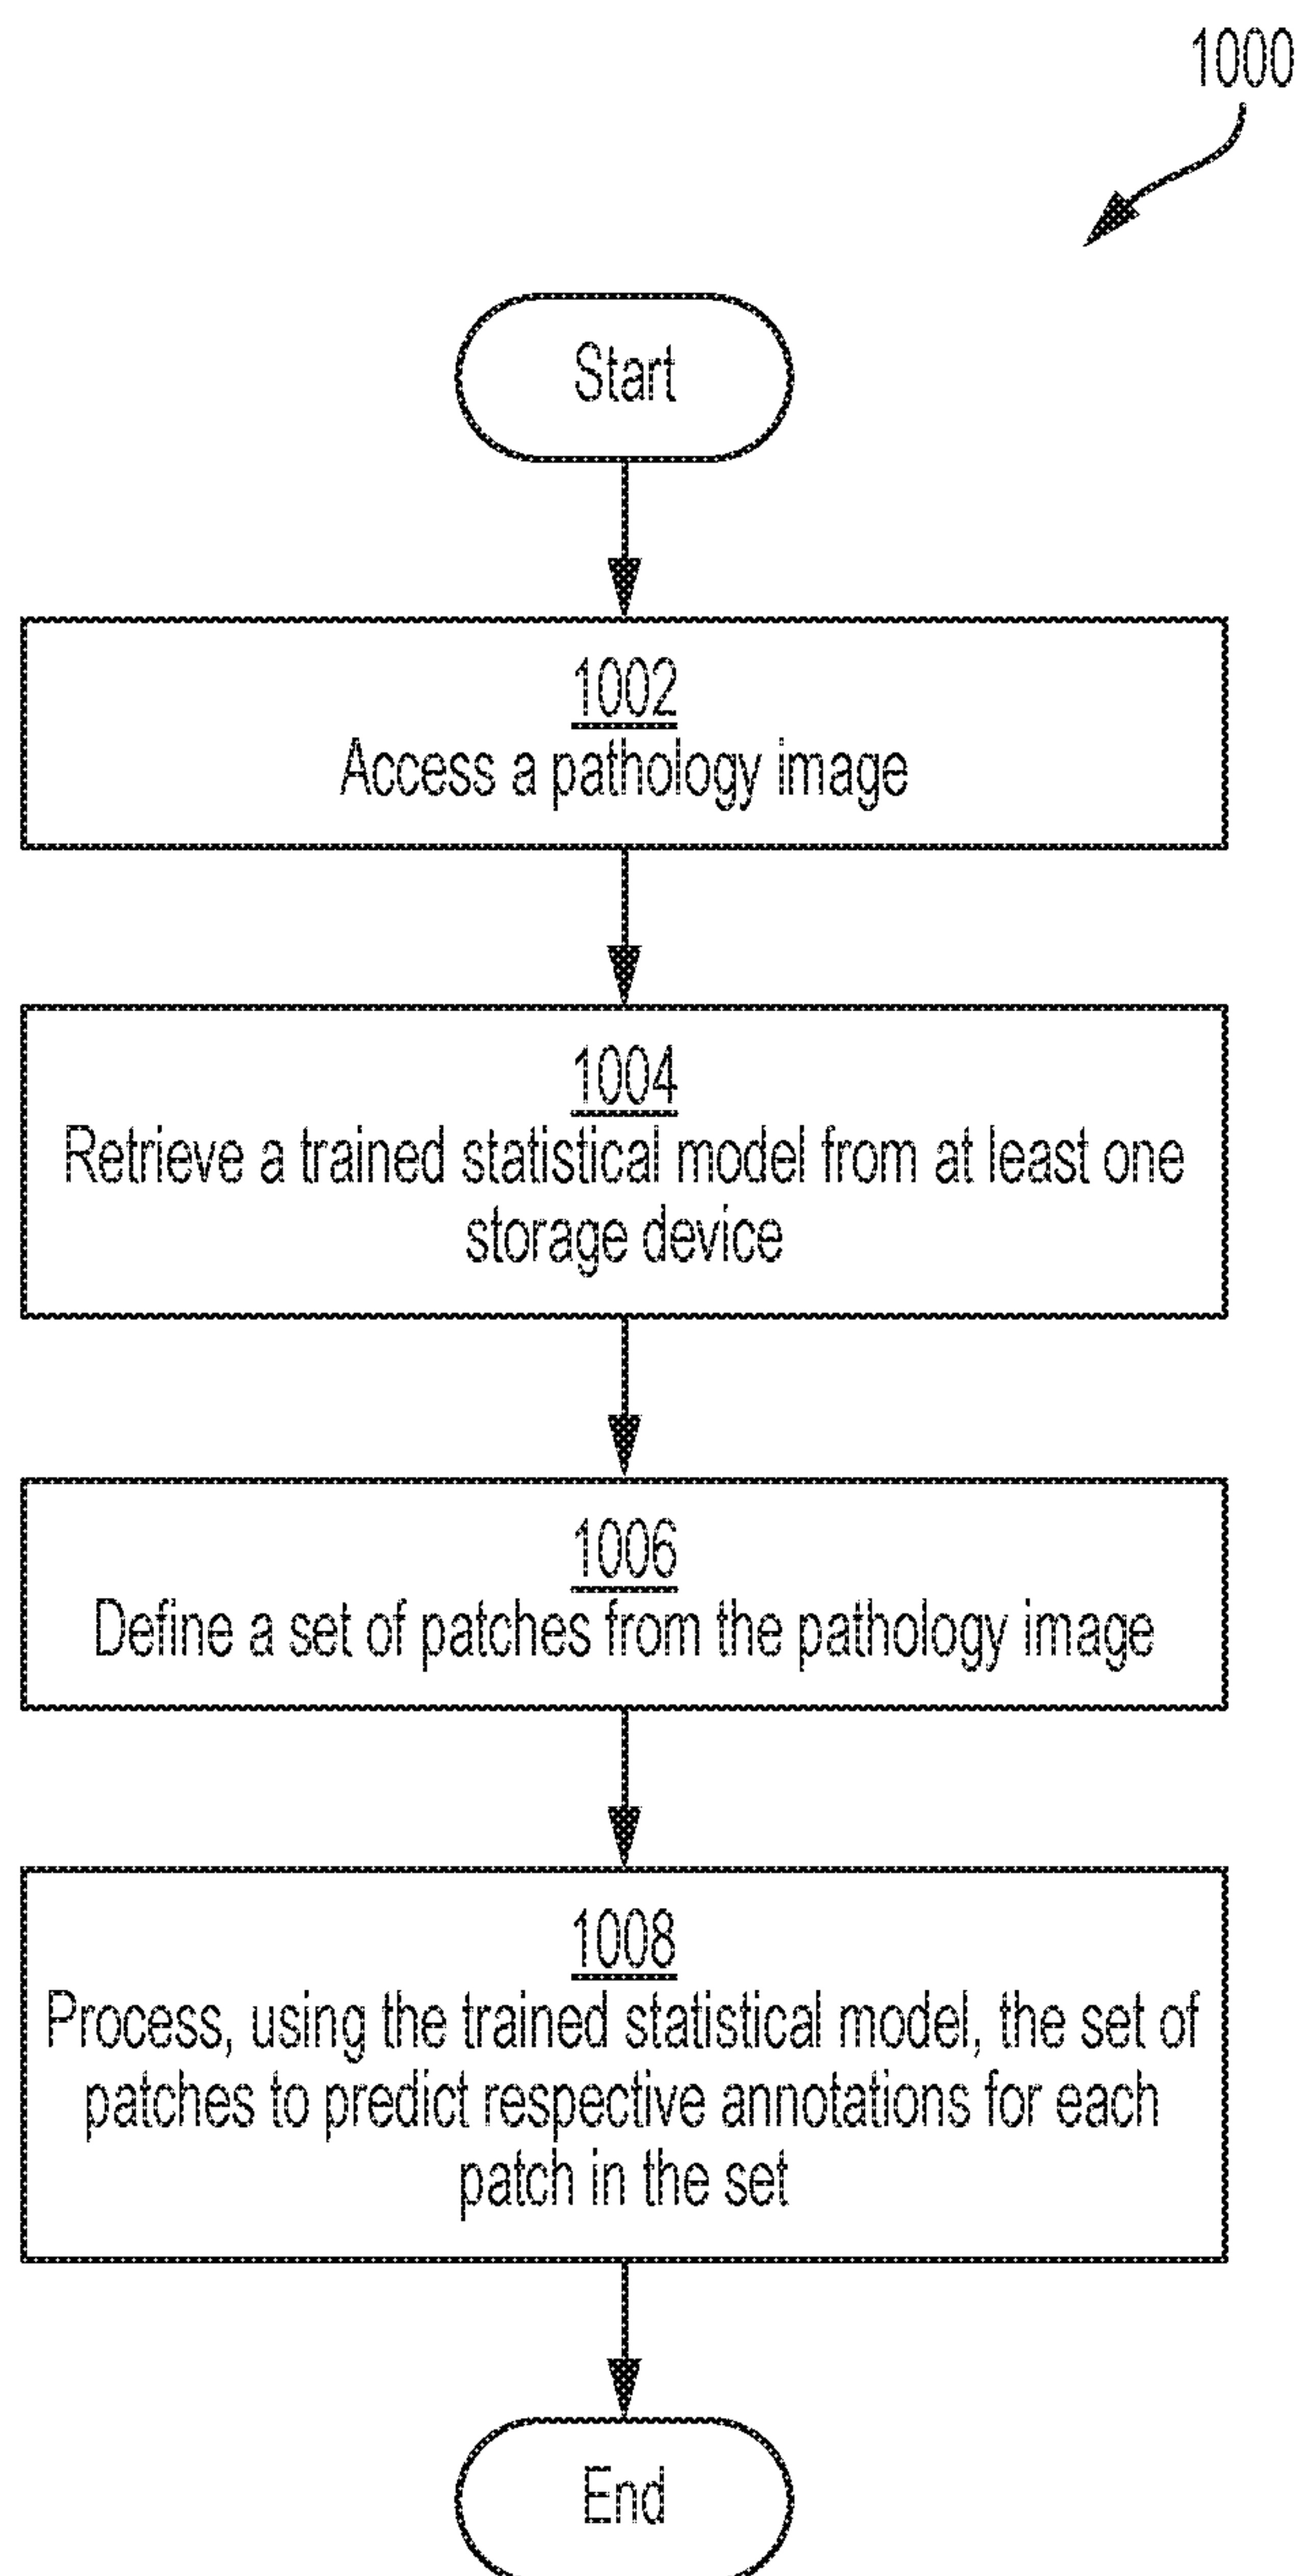 1000
Start
1002
Access a pathology image
1004
Retrieve a trained statistical model from at least one
storage device
1006
Define a set of patches from the pathology image
1008
Process, using the trained statistical model, the set of
patches to predict respective annotations for each
patch in the set
End